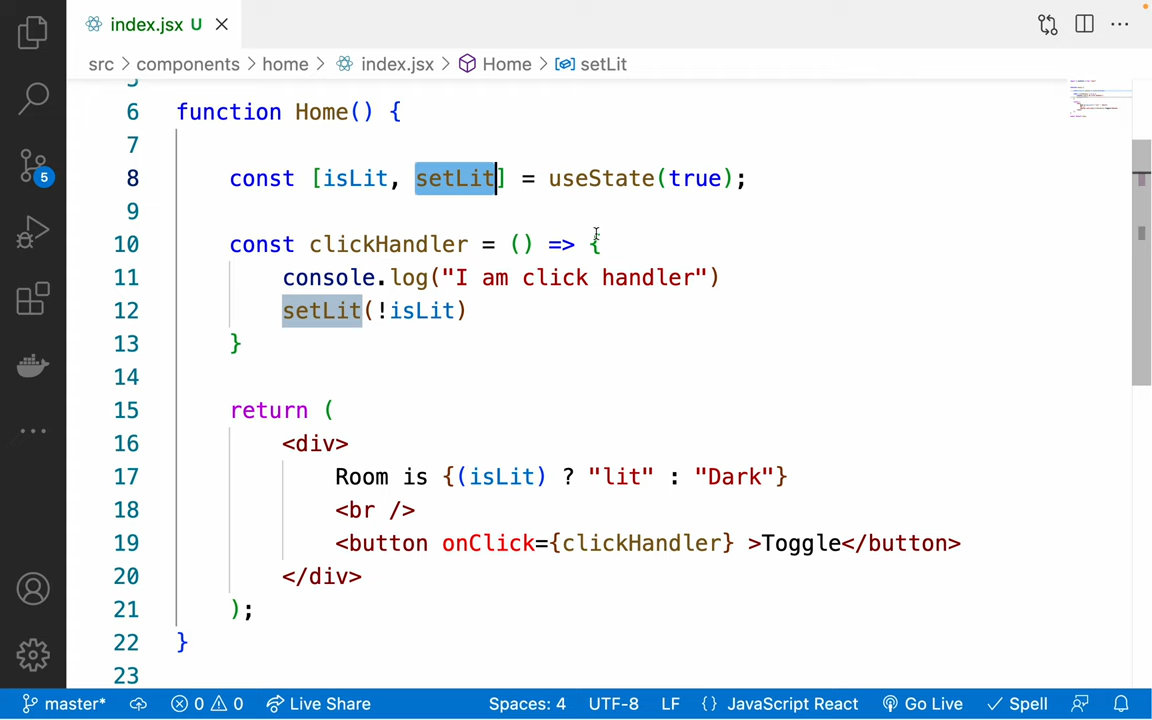 index.jsx U
src > components > home > index.jsx > Home > setLit
5
6 function Home() {
7
8 const [isLit, setLit] = useState(true);
9
10 const clickHandler = () => {
11 console.log("I am click handler")
12 setLit(!isLit)
13 }
14
15 return (
16 <div>
17 Room is {(isLit) ? "lit" : "Dark"}
18 <br />
19 <button onClick={clickHandler} >Toggle</button>
20 </div>
21 );
22 }
23
5
master* 0 0 Live Share Spaces: 4 UTF-8 LF {} JavaScript React Go Live Spell